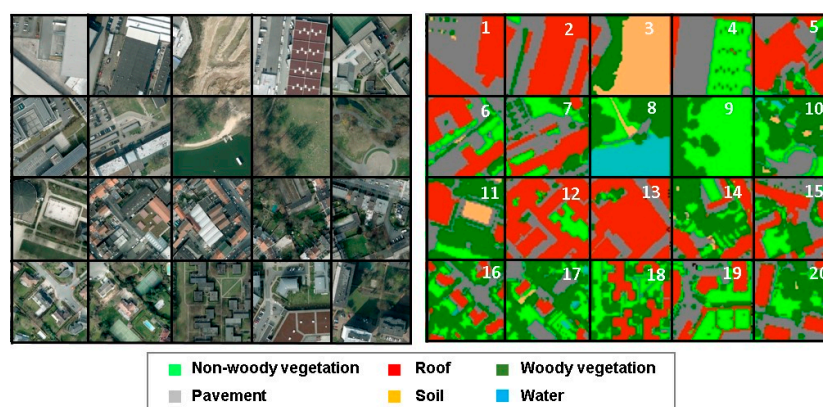 1 2 3 4 5
6 7 8 9 10
11 12 13 14 15
16 17 18 19 20
Non-woody vegetation Roof Woody vegetation
Pavement Soil Water